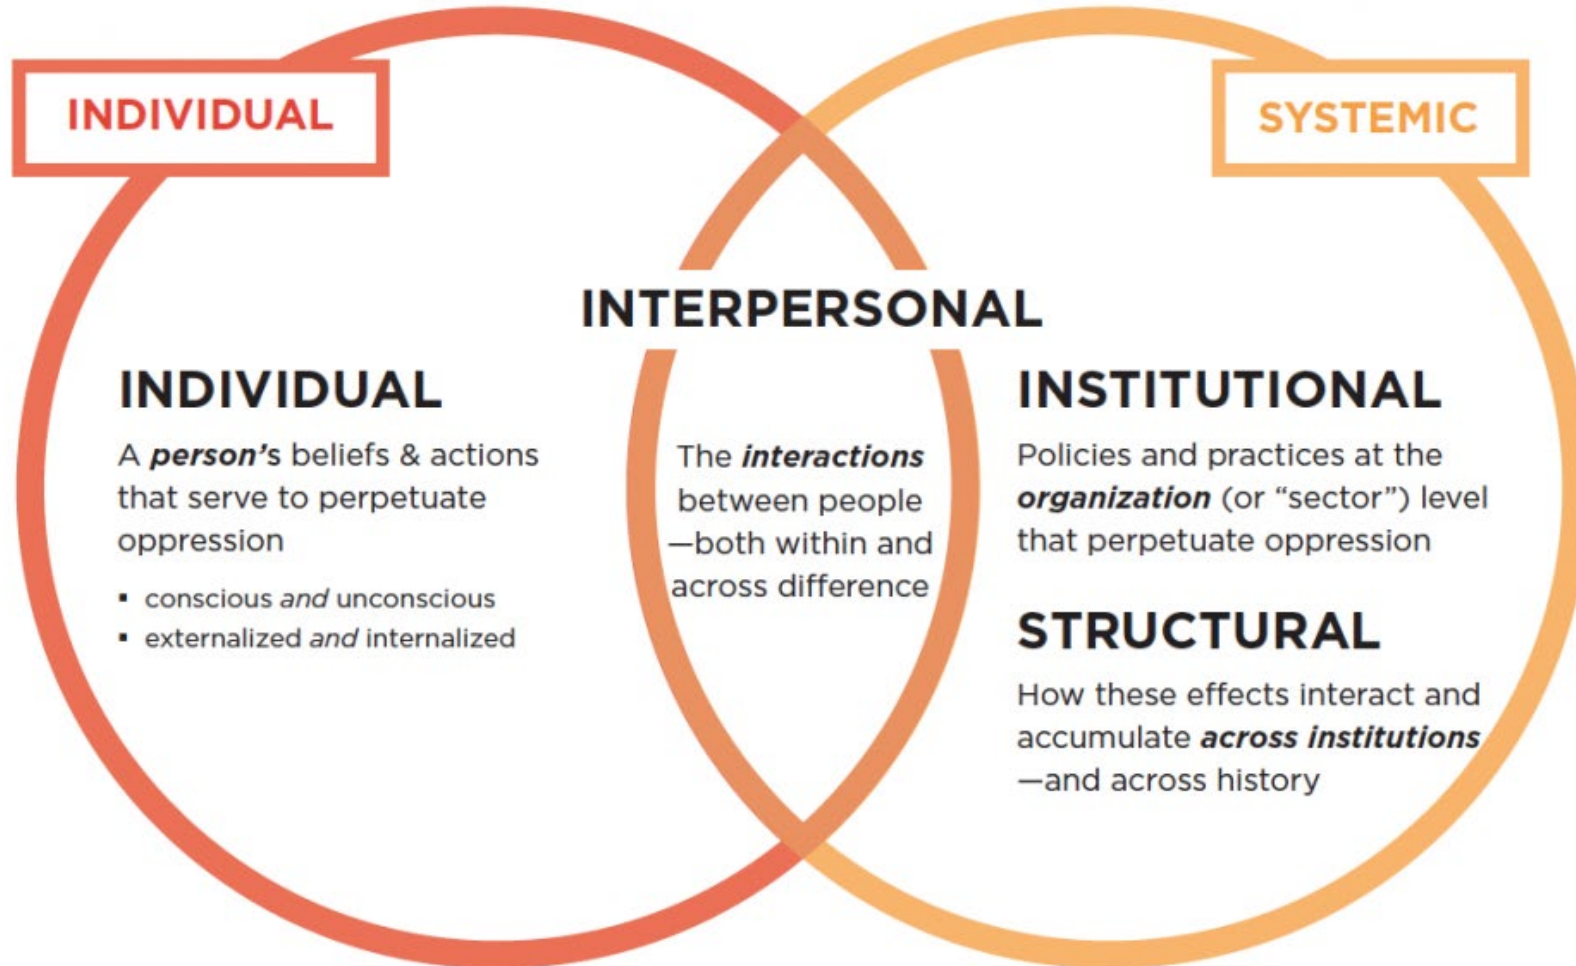 INDIVIDUAL
SYSTEMIC
INTERPERSONAL
INDIVIDUAL
A person's beliefs & actions
that serve to perpetuate
oppression
▪ conscious and unconscious
▪ externalized and internalized
The interactions
between people
—both within and
across difference
INSTITUTIONAL
Policies and practices at the
organization (or “sector”) level
that perpetuate oppression
STRUCTURAL
How these effects interact and
accumulate across institutions
—and across history